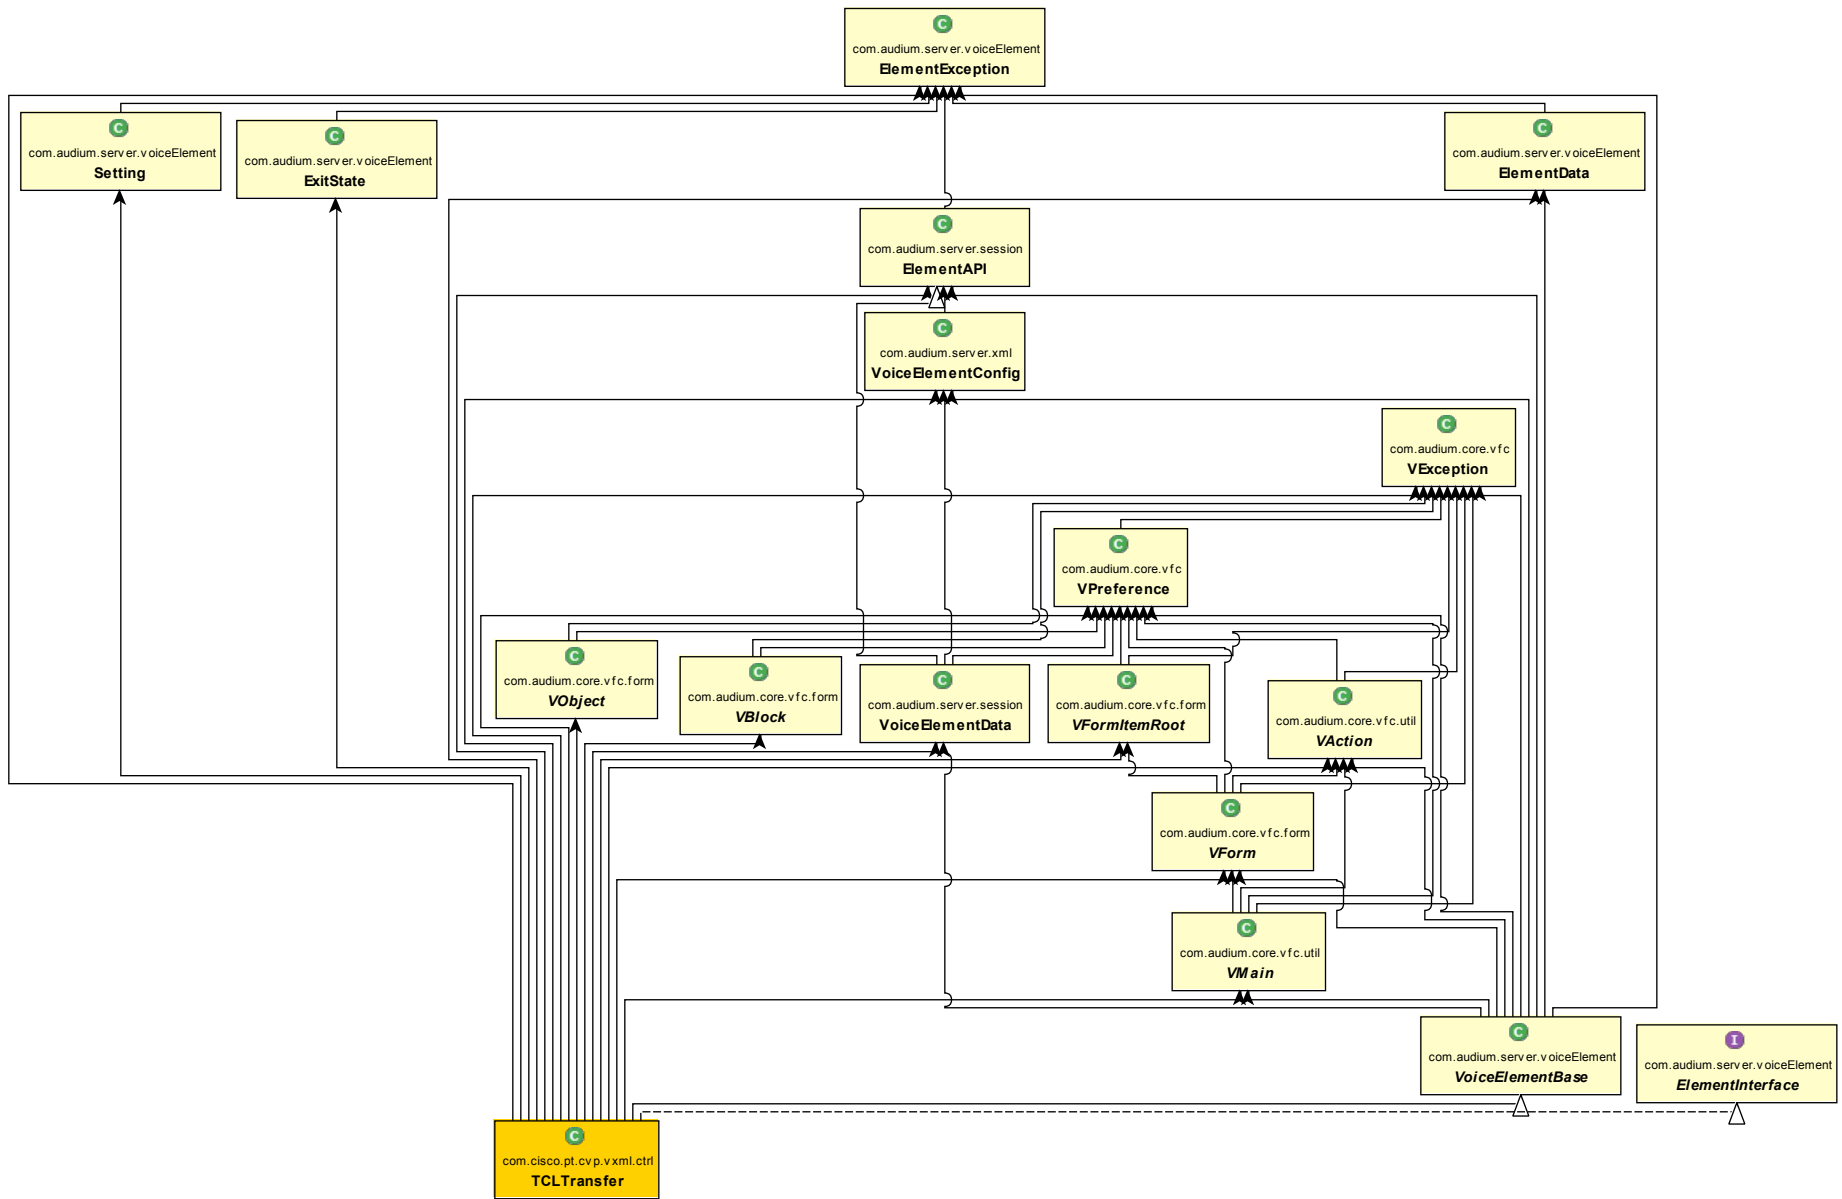 C
com.audium.server.voiceElement
ElementException
C
com.audium.server.voiceElement
Setting
C
com.audium.server.voiceElement
ExitState
C
com.audium.server.voiceElement
ElementData
C
com.audium.server.session
ElementAPI
C
com.audium.server.xml
VoiceElementConfig
C
com.audium.core.vfc
VException
C
com.audium.core.vfc
VPreference
C
com.audium.core.vfc.form
VObject
C
com.audium.core.vfc.form
VBlock
C
com.audium.server.session
VoiceElementData
C
com.audium.core.vfc.form
VFormItemRoot
C
com.audium.core.vfc.util
VAction
C
com.audium.core.vfc.form
VForm
C
com.audium.core.vfc.util
VMain
C
com.audium.server.voiceElement
VoiceElementBase
I
com.audium.server.voiceElement
ElementInterface
C
com.cisco.pt.cvp.vxml.ctrl
TCLTransfer